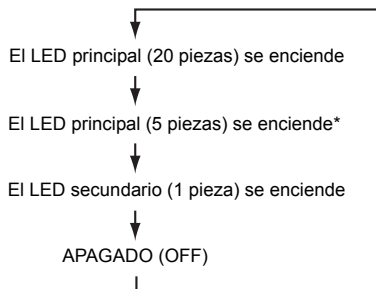 El LED principal (20 piezas) se enciende
El LED principal (5 piezas) se enciende*
El LED secundario (1 pieza) se enciende
APAGADO (OFF)